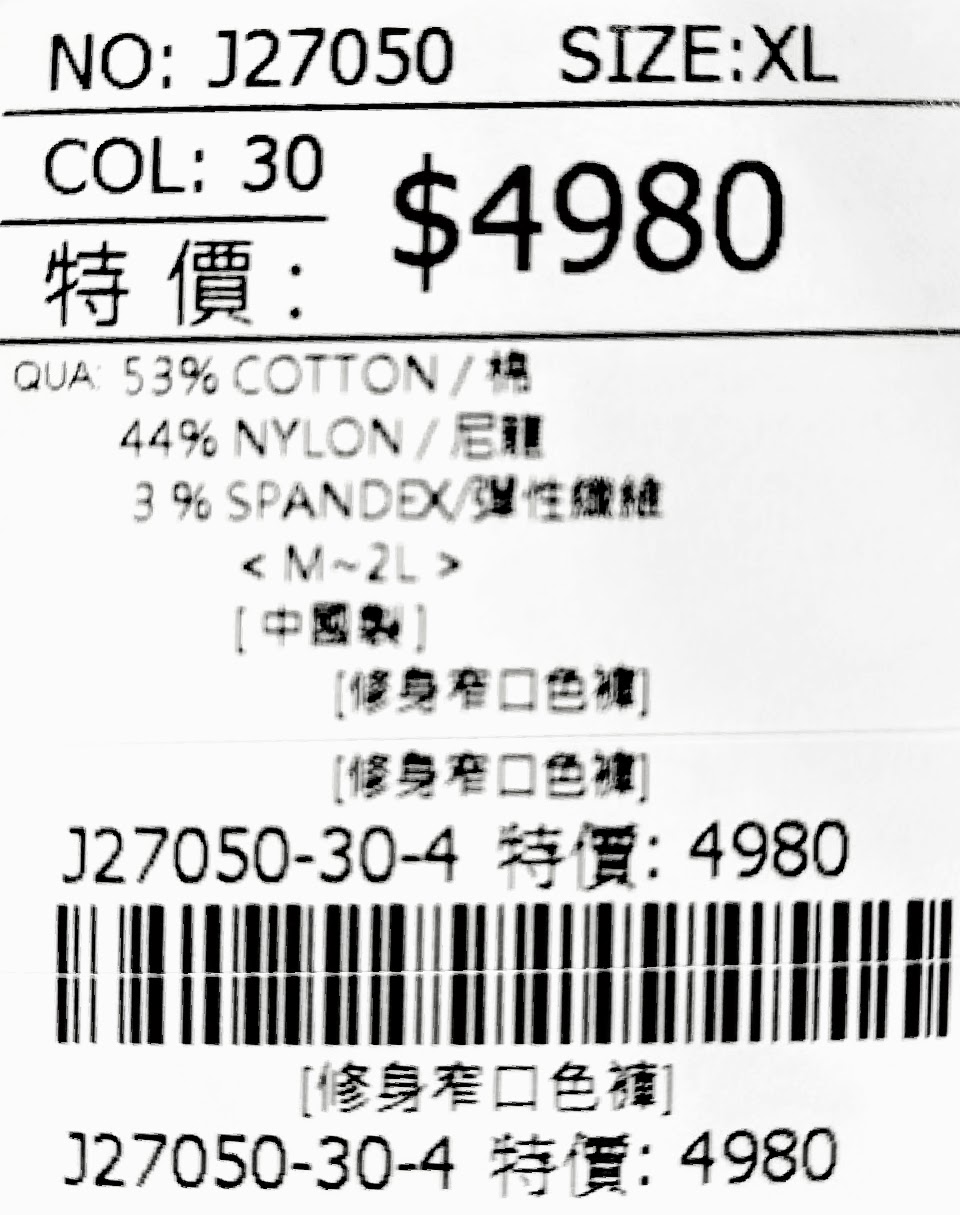 NO: J27050 SIZE:XL
COL: 30
$4980
特價:
QUA: 53% COTTON / 棉
44% NYLON / 尼龍
3 % SPANDEX/彈性纖維
< M~2L >
[中國製]
[修身窄口色褲]
[修身窄口色褲]
J27050-30-4 特價: 4980
[修身窄口色褲]
J27050-30-4 特價: 4980